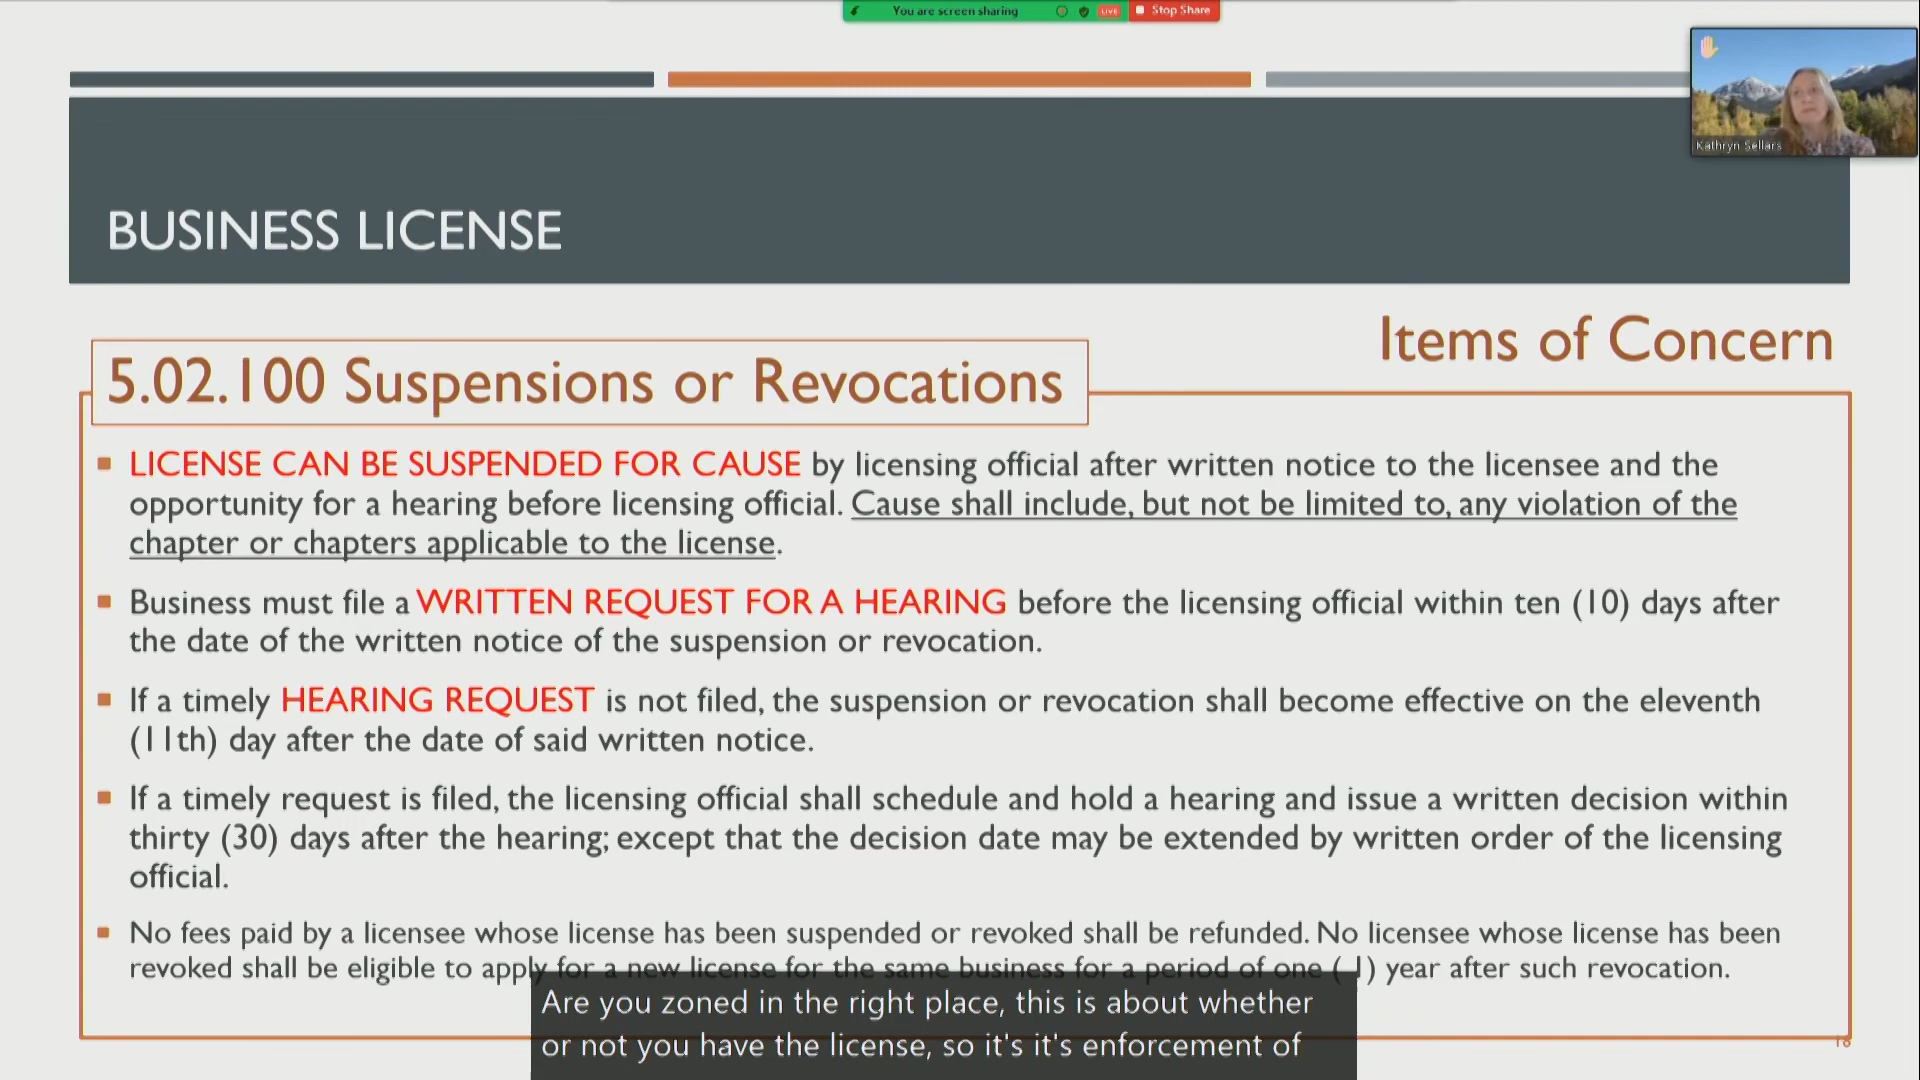 You are screen sharing
LIVE
Stop Share
Kathryn Sellars
BUSINESS LICENSE
Items of Concern
5.02.100 Suspensions or Revocations
LICENSE CAN BE SUSPENDED FOR CAUSE by licensing official after written notice to the licensee and the
opportunity for a hearing before licensing official. Cause shall include, but not be limited to, any violation of the
chapter or chapters applicable to the license.
Business must file a WRITTEN REQUEST FOR A HEARING before the licensing official within ten (10) days after
the date of the written notice of the suspension or revocation.
If a timely HEARING REQUEST is not filed, the suspension or revocation shall become effective on the eleventh
(11th) day after the date of said written notice.
If a timely request is filed, the licensing official shall schedule and hold a hearing and issue a written decision within
thirty (30) days after the hearing; except that the decision date may be extended by written order of the licensing
official.
No fees paid by a licensee whose license has been suspended or revoked shall be refunded. No licensee whose license has been
revoked shall be eligible to apply for a new license for the same business for a period of one ( 1) year after such revocation.
Are you zoned in the right place, this is about whether
or not you have the license, so it's it's enforcement of